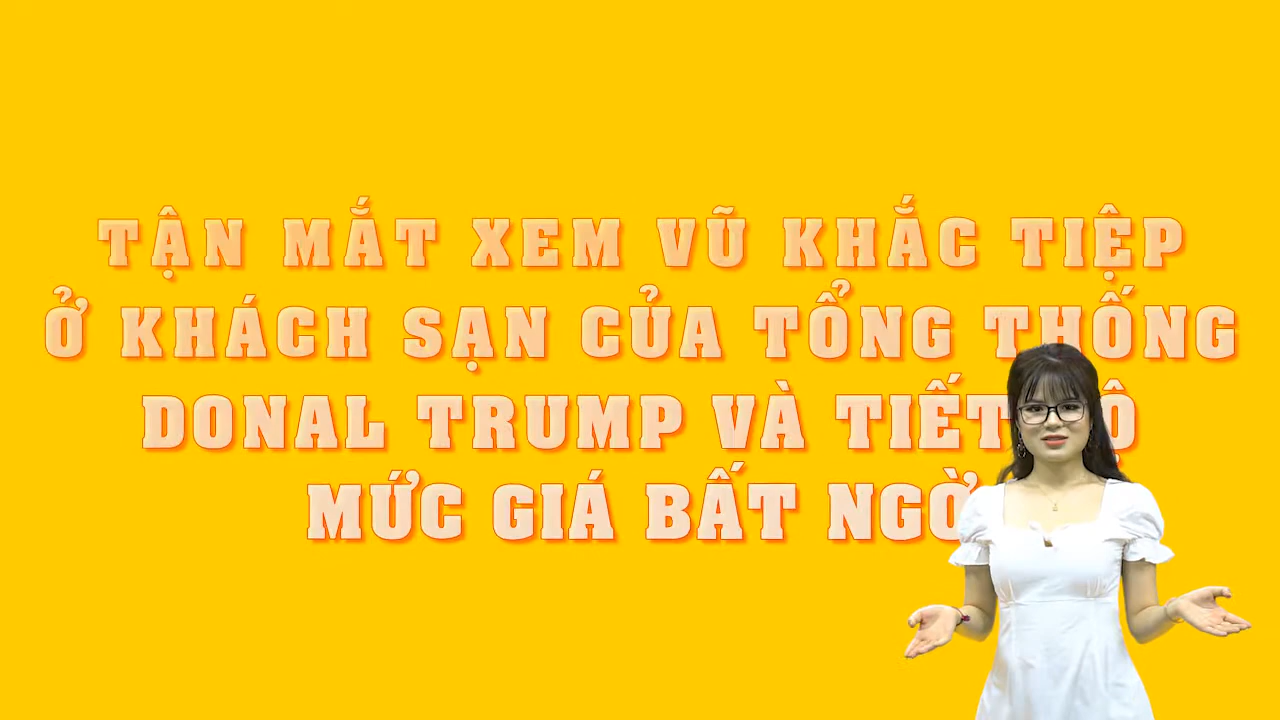 TẬN MẮT XEM VŨ KHẮC TIỆP
Ở KHÁCH SẠN CỦA TỔNG THỐNG
DONAL TRUMP VÀ TIẾT
MỨC GIÁ BẤT NGỜ